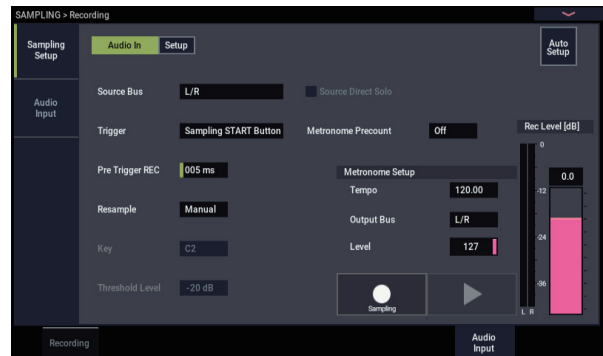 SAMPLING > Recording
Sampling
Setup
Audio In
Setup
Auto
Setup
Audio
Input
Source Bus
L/R
Source Direct Solo
Trigger
Sampling START Button
Metronome Precount
Off
Rec Level [dB]
Pre Trigger REC
005 ms
Metronome Setup
Tempo
120.00
Resample
Manual
Output Bus
L/R
Key
C2
Level
127
Threshold Level
-20 dB
Sampling
0
-12
-24
-36
L R
0.0
Recording
Audio
Input